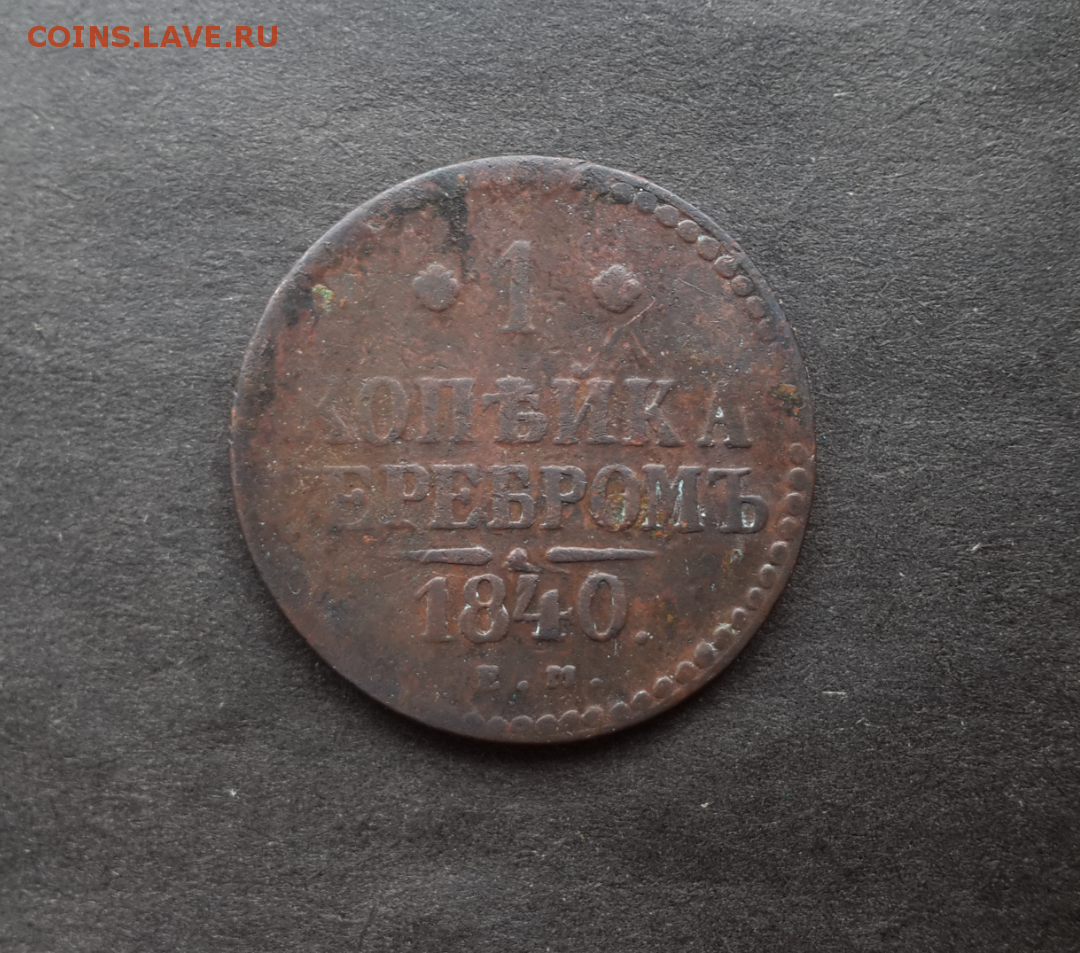 COINS.LAVE.RU
1
КОПѢЙКА
СЕРЕБРОМЪ
1840.
Е.М.